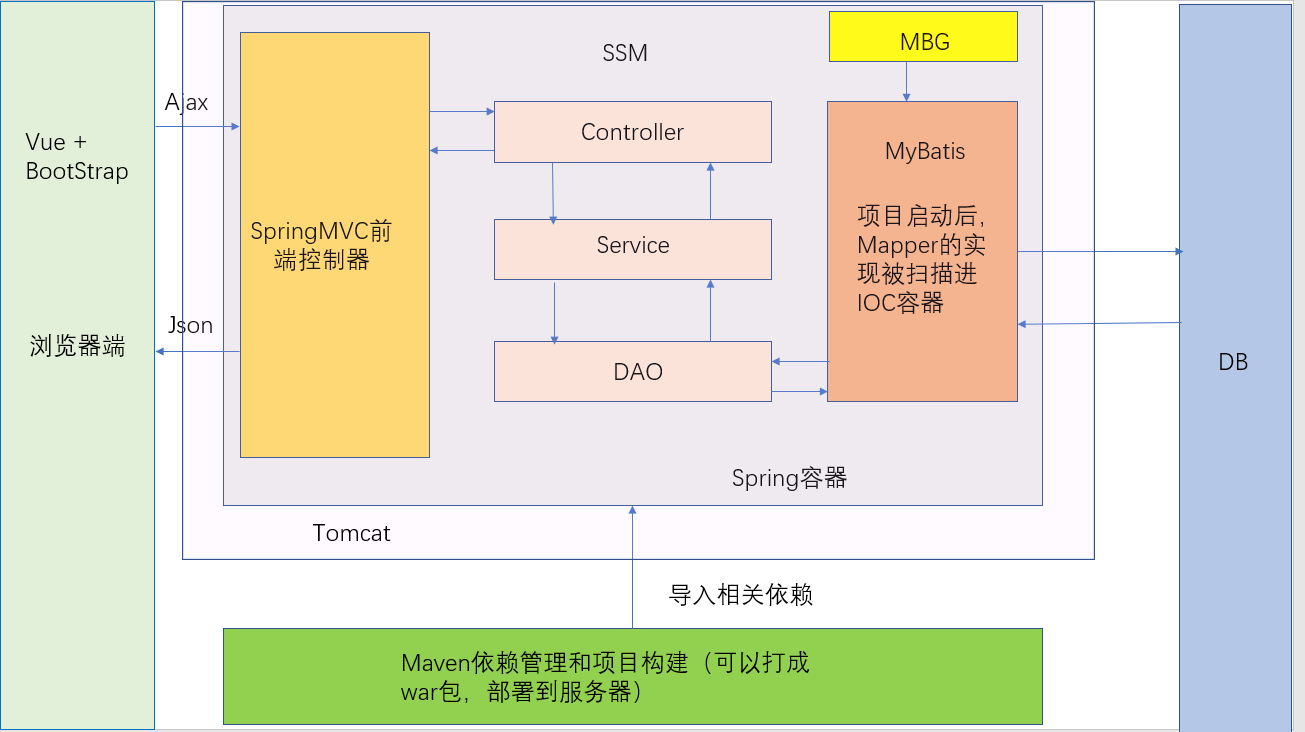 SSM
MBG
Ajax
Vue +
BootStrap
Controller
MyBatis
SpringMVC前
端控制器
Service
项目启动后,
Mapper的实
现被扫描进
IOC容器
Json
浏览器端
DAO
DB
Spring容器
Tomcat
导入相关依赖
Maven依赖管理和项目构建（可以打成
war包，部署到服务器）